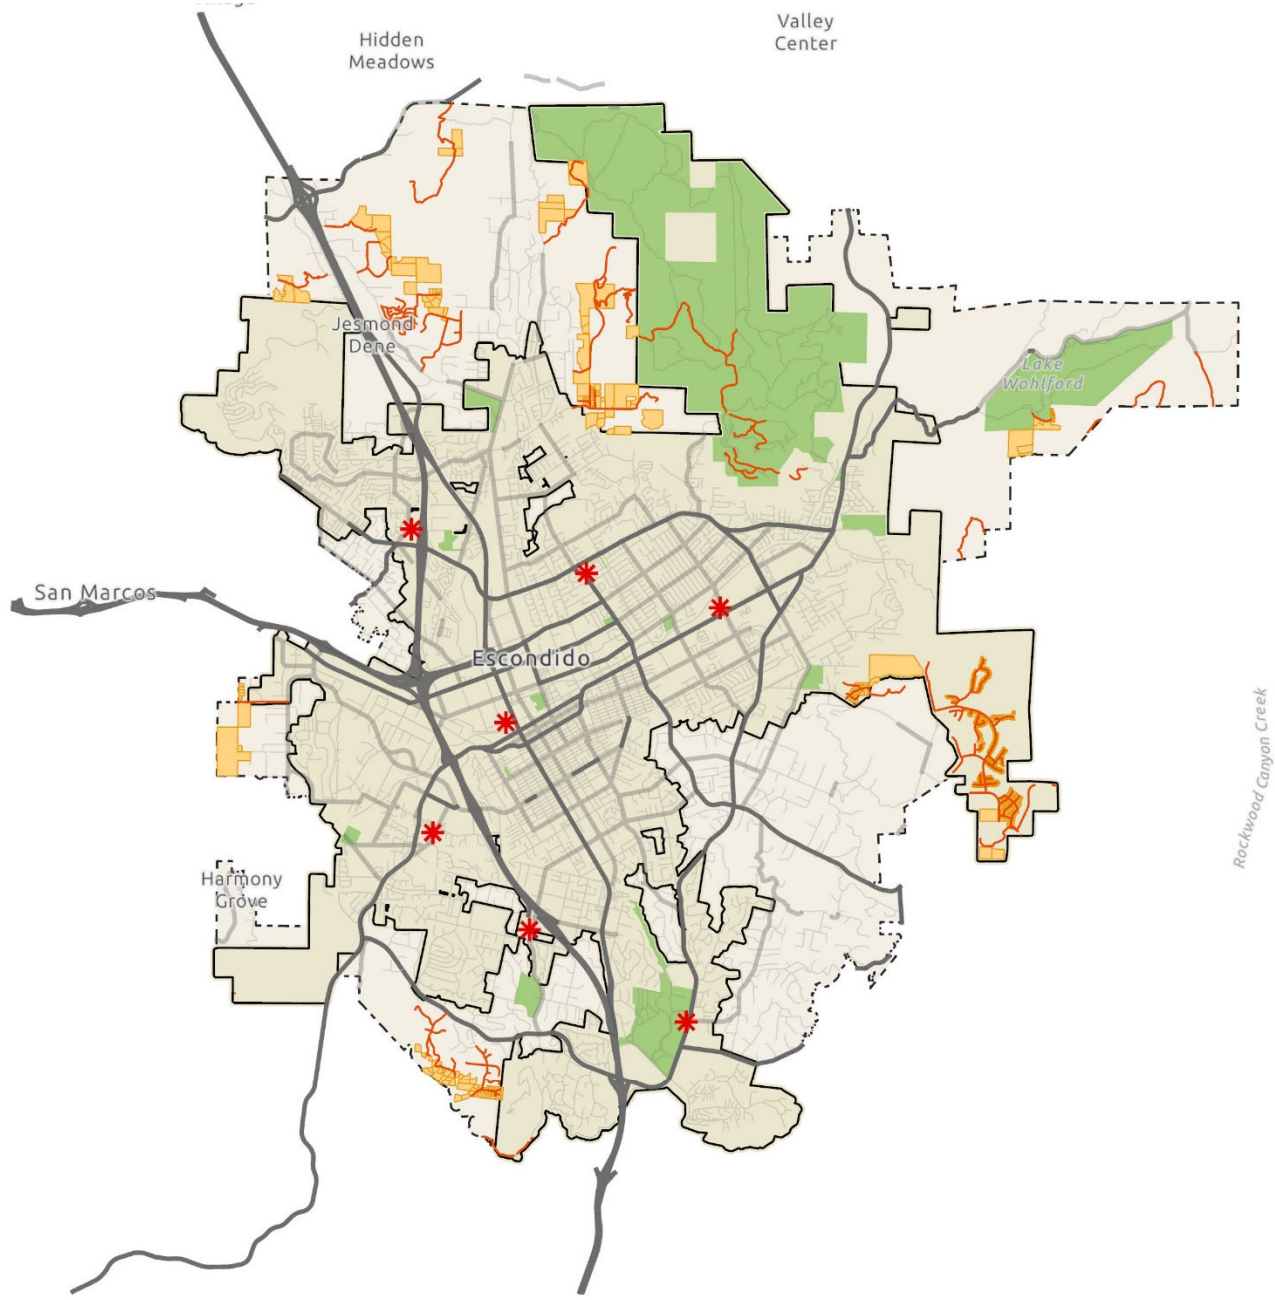 Hidden
Meadows
Valley
Center
Jesmond
Dene
Lake
Wohlford
San Marcos
Escondido
Rockwood Canyon Creek
Harmony
Grove